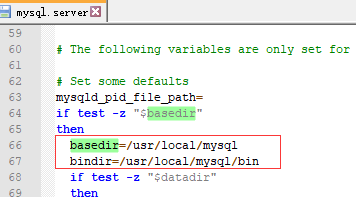 mysql.server
59
60 # The following variables are only set for
61
62 # Set some defaults
63 mysqld_pid_file_path=
64 if test -z "$basedir"
65 then
66 basedir=/usr/local/mysql
67 bindir=/usr/local/mysql/bin
68 if test -z "$datadir"
69 then